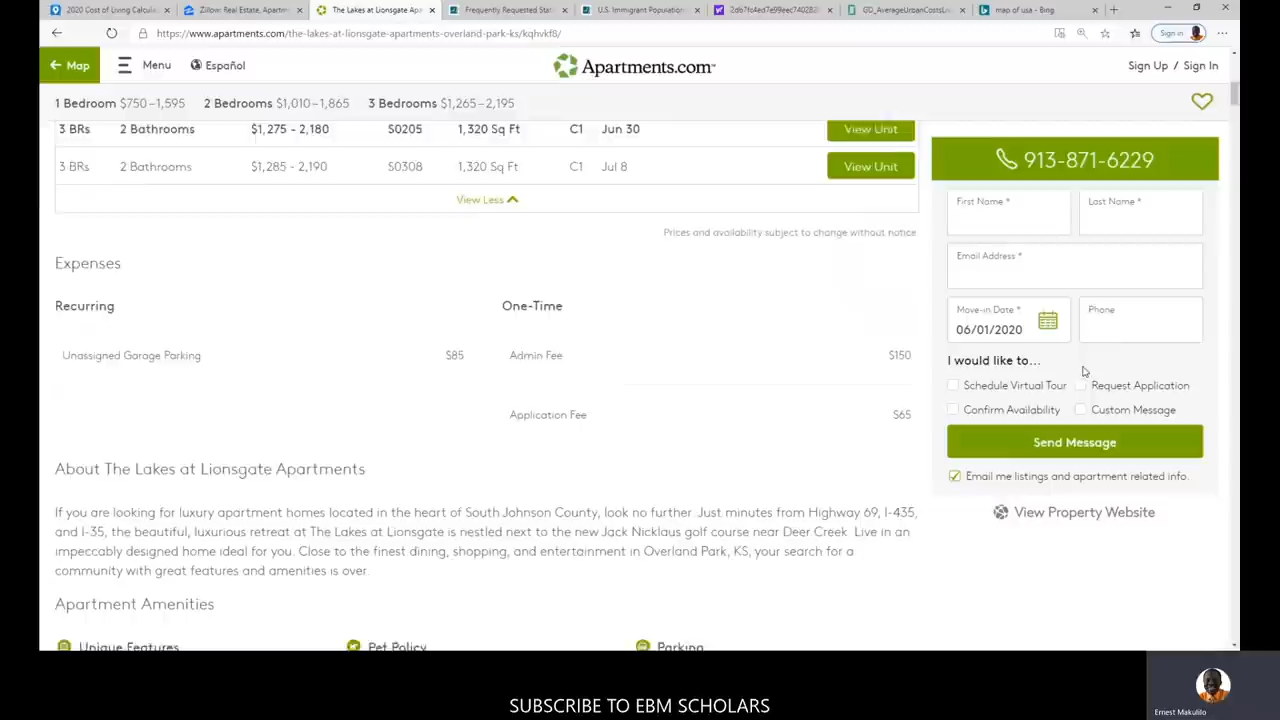 2020 Cost of Living Calcula
Zillow: Real Estate, Apartm
The Lakes at Lionsgate Apa
Frequently Requested Stat
U.S. Immigrant Population
2db7fc4ed7e99eec740282
GD_AverageUrbanCostsLo
map of usa - Bing
https://www.apartments.com/the-lakes-at-lionsgate-apartments-overland-park-ks/kqhvkf8/
Sign in
Map
Menu
Español
Apartments.com
Sign Up / Sign In
1 Bedroom $750–1,595 2 Bedrooms $1,010–1,865 3 Bedrooms $1,265–2,195
3 BRs 2 Bathrooms $1,275 - 2,180 S0205 1,320 Sq Ft C1 Jun 30 View Unit
3 BRs 2 Bathrooms $1,285 - 2,190 S0308 1,320 Sq Ft C1 Jul 8 View Unit
View Less
Prices and availability subject to change without notice
Expenses
Recurring One-Time
Unassigned Garage Parking $85 Admin Fee $150
Application Fee $65
About The Lakes at Lionsgate Apartments
If you are looking for luxury apartment homes located in the heart of South Johnson County, look no further. Just minutes from Highway 69, I-435,
and I-35, the beautiful, luxurious retreat at The Lakes at Lionsgate is nestled next to the new Jack Nicklaus golf course near Deer Creek. Live in an
impeccably designed home ideal for you. Close to the finest dining, shopping, and entertainment in Overland Park, KS, your search for a
community with great features and amenities is over.
Apartment Amenities
Unique Features Pet Policy Parking
913-871-6229
First Name * Last Name *
Email Address *
Move-in Date * Phone
06/01/2020
I would like to...
Schedule Virtual Tour Request Application
Confirm Availability Custom Message
Send Message
Email me listings and apartment related info.
View Property Website
SUBSCRIBE TO EBM SCHOLARS
Ernest Makulilo